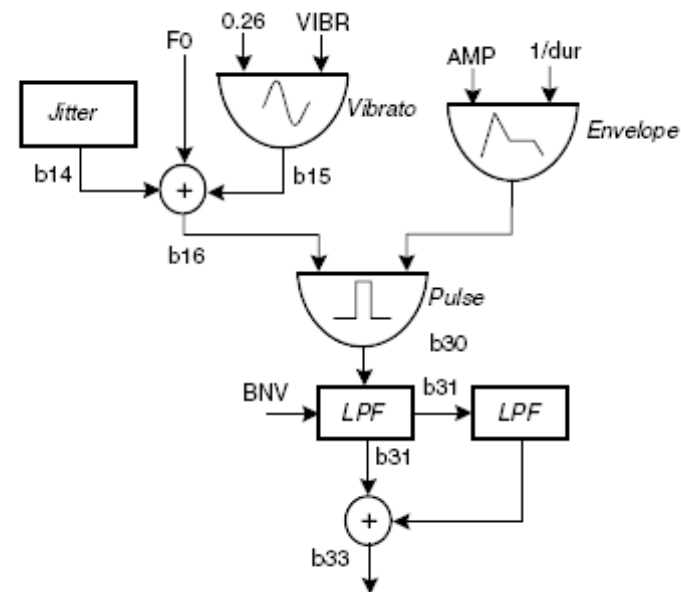 0.26 VIBR
F0
AMP 1/dur
Jitter
Vibrato
Envelope
b14
+
b15
b16
Pulse
b30
BNV
LPF
b31
LPF
b31
+
b33